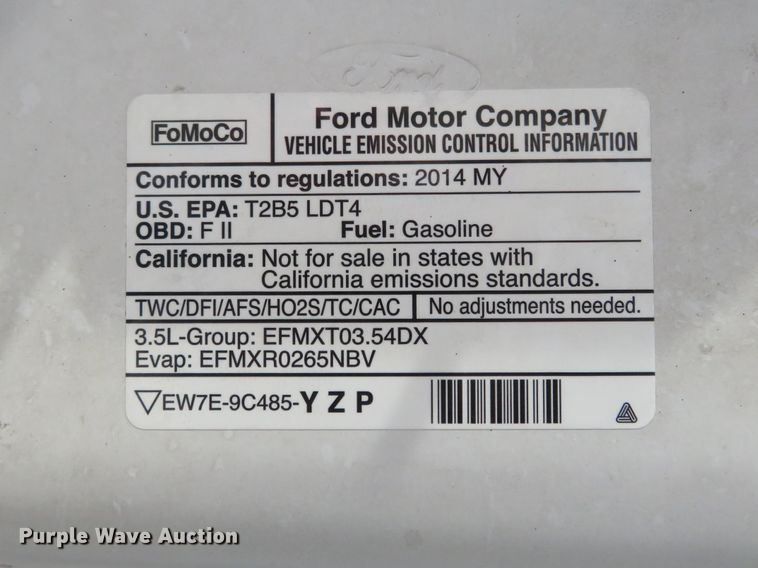 Ford
FoMoCo
Ford Motor Company
VEHICLE EMISSION CONTROL INFORMATION
Conforms to regulations: 2014 MY
U.S. EPA: T2B5 LDT4
OBD: F II Fuel: Gasoline
California: Not for sale in states with
California emissions standards.
TWC/DFI/AFS/HO2S/TC/CAC No adjustments needed.
3.5L-Group: EFMXT03.54DX
Evap: EFMXR0265NBV
EW7E-9C485-Y Z P
Purple Wave Auction